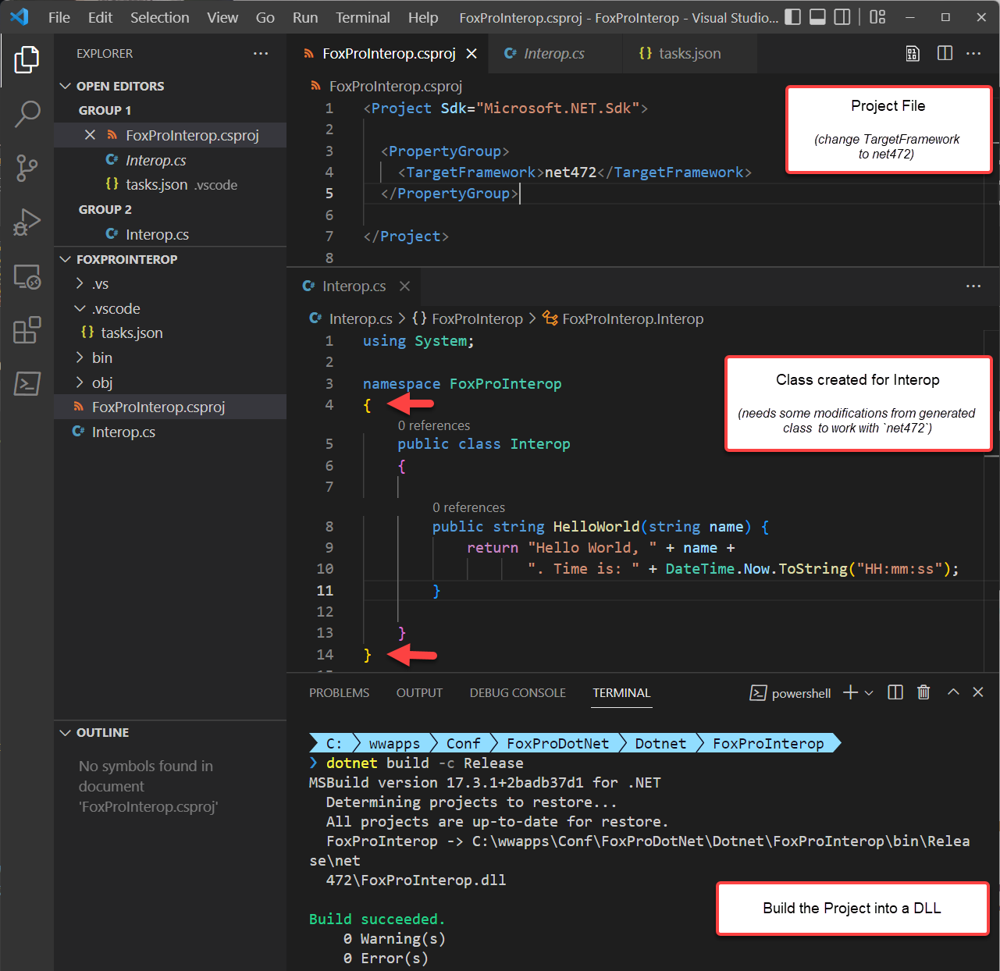 File Edit Selection View Go Run Terminal Help FoxProInterop.csproj - FoxProInterop - Visual Studio...
EXPLORER ...
OPEN EDITORS
GROUP 1
FoxProInterop.csproj
C# Interop.cs
{} tasks.json .vscode
GROUP 2
C# Interop.cs
FOXPROINTEROP
.vs
.vscode
{} tasks.json
bin
obj
FoxProInterop.csproj
C# Interop.cs
OUTLINE
No symbols found in
document
'FoxProInterop.csproj'
FoxProInterop.csproj C# Interop.cs {} tasks.json ...
FoxProInterop.csproj
1 <Project Sdk="Microsoft.NET.Sdk">
2
3 <PropertyGroup>
4 <TargetFramework>net472</TargetFramework>
5 </PropertyGroup>
6
7 </Project>
8
Project File
(change TargetFramework
to net472)
C# Interop.cs ...
C# Interop.cs > {} FoxProInterop > FoxProInterop.Interop
1 using System;
2
3 namespace FoxProInterop
4 {
0 references
5 public class Interop
6 {
7
0 references
8 public string HelloWorld(string name) {
9 return "Hello World, " + name +
10 ". Time is: " + DateTime.Now.ToString("HH:mm:ss");
11 }
12
13 }
14 }
Class created for Interop
(needs some modifications from generated
class to work with `net472`)
PROBLEMS OUTPUT DEBUG CONSOLE TERMINAL powershell
C: wwapps Conf FoxProDotNet Dotnet FoxProInterop
❯ dotnet build -c Release
MSBuild version 17.3.1+2badb37d1 for .NET
Determining projects to restore...
All projects are up-to-date for restore.
FoxProInterop -> C:\wwapps\Conf\FoxProDotNet\Dotnet\FoxProInterop\bin\Relea
se\net
472\FoxProInterop.dll
Build succeeded.
0 Warning(s)
0 Error(s)
Build the Project into a DLL